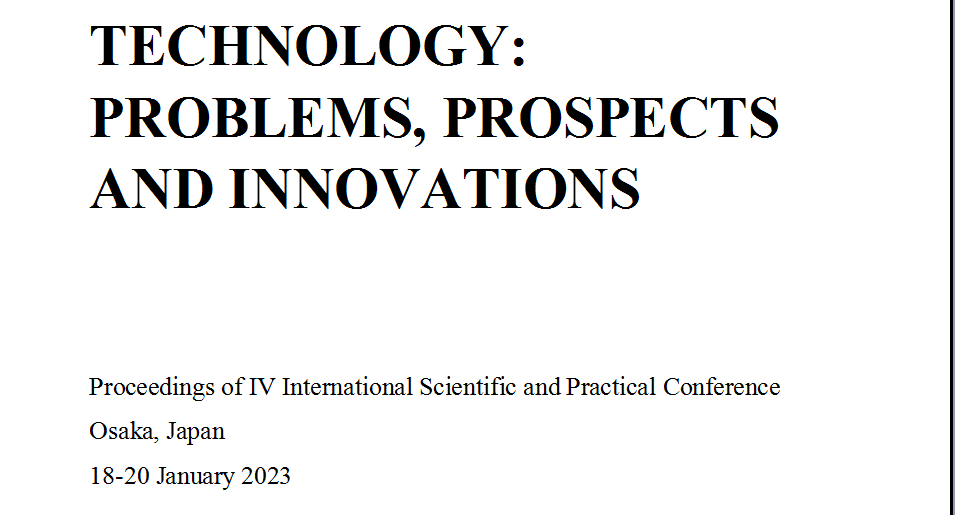 TECHNOLOGY:
PROBLEMS, PROSPECTS
AND INNOVATIONS
Proceedings of IV International Scientific and Practical Conference
Osaka, Japan
18-20 January 2023